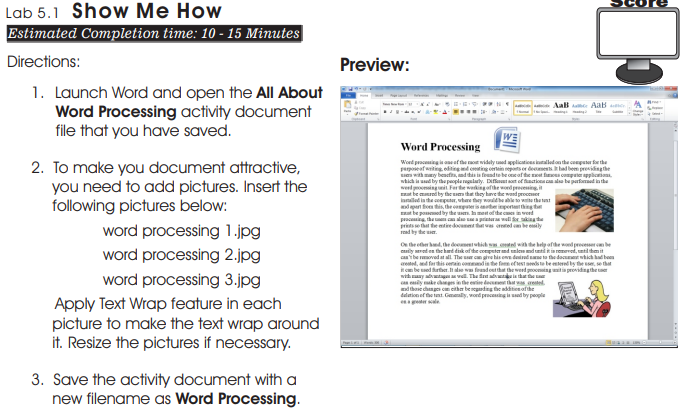 Lab 5.1 Show Me How
Score
Estimated Completion time: 10 - 15 Minutes
Directions:
1. Launch Word and open the All About
Word Processing activity document
file that you have saved.
2. To make you document attractive,
you need to add pictures. Insert the
following pictures below:
word processing 1.jpg
word processing 2.jpg
word processing 3.jpg
Apply Text Wrap feature in each
picture to make the text wrap around
it. Resize the pictures if necessary.
3. Save the activity document with a
new filename as Word Processing.
Preview:
Word Processing
Word processing is one of the most widely used applications installed on the computer for the
purpose of writing, editing and creating certain reports or documents. It had been providing the
users with many benefits, and this is found to be one of the most famous computer applications,
which is used by the people regularly. Different sort of functions can also be performed in the
word processing unit. For the working of the word processing, it
must be ensured by the users that they have the word processor
installed in the computer, where they would be able to write the text
and apart from this, the computer is another important thing that
must be possessed by the users. In most of the cases in word
processing, the users can also use a printer as well for taking the
prints so that the entire document that was created can be easily
read by the user.
On the other hand, the document which was created with the help of the word processor can be
easily saved on the hard disk of the computer and unless and until it is removed, until then it
can't be removed at all. The user can give his own desired name to the document which had been
created, and for this certain command in the form of text needs to be entered by the user, so that
it can be used further. It also was found out that the word processing unit is providing the user
with many advantages as well. The first advantage is that the user
can easily make changes in the entire document that was created,
and those changes can either be regarding the addition of the
deletion of the text. Generally, word processing is used by people
on a greater scale.